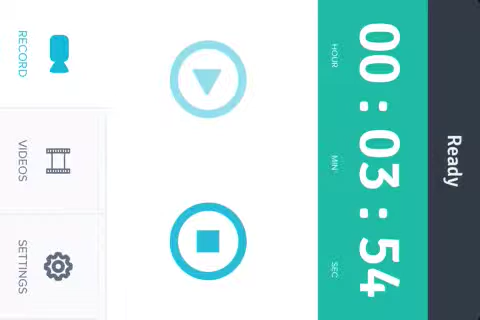 Ready
00 : 03 : 54
HOUR MIN SEC
RECORD
VIDEOS
SETTINGS